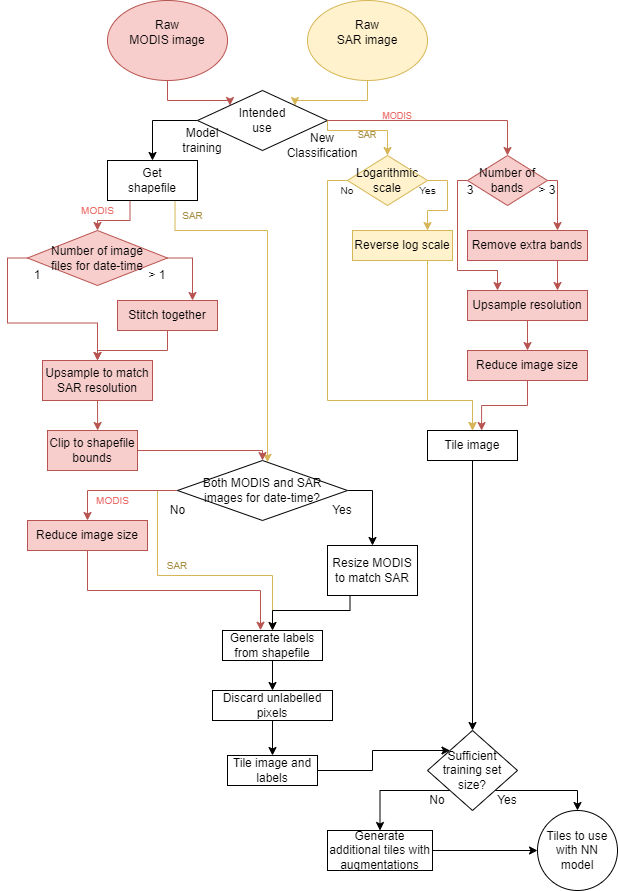 Raw
MODIS image
Raw
SAR image
Intended
use
Model
training
New
Classification
MODIS
SAR
Get
shapefile
Logarithmic
scale
No
Yes
Number of
bands
3
> 3
MODIS
SAR
Number of image
files for date-time
1
> 1
Reverse log scale
Remove extra bands
Stitch together
Upsample resolution
Upsample to match
SAR resolution
Reduce image size
Clip to shapefile
bounds
Tile image
Both MODIS and SAR
images for date-time?
MODIS
No
Yes
Reduce image size
SAR
Resize MODIS
to match SAR
Generate labels
from shapefile
Discard unlabelled
pixels
Tile image and
labels
Sufficient
training set
size?
No
Yes
Generate
additional tiles with
augmentations
Tiles to use
with NN
model